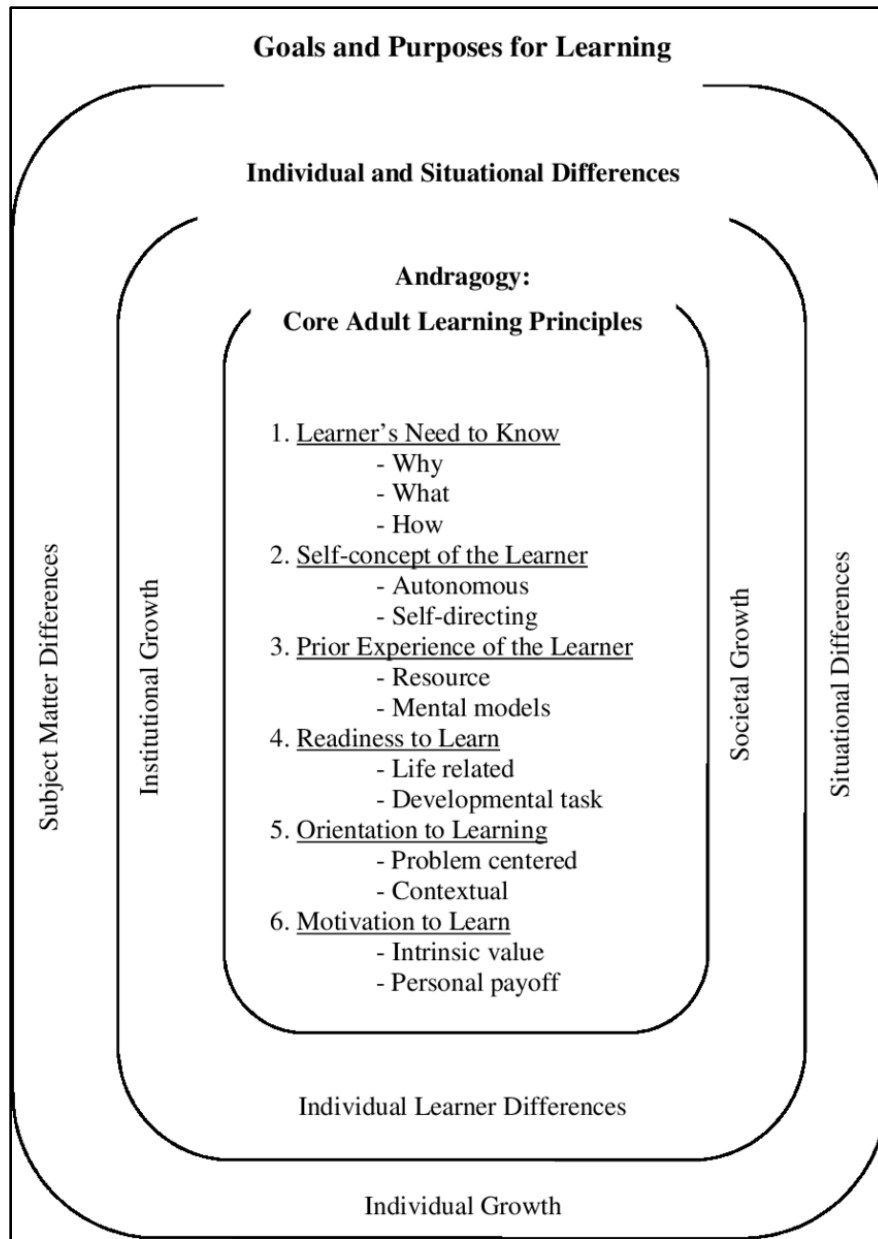 Goals and Purposes for Learning
Individual and Situational Differences
Andragogy:
Core Adult Learning Principles
1. Learner’s Need to Know
- Why
- What
- How
2. Self-concept of the Learner
- Autonomous
- Self-directing
3. Prior Experience of the Learner
- Resource
- Mental models
4. Readiness to Learn
- Life related
- Developmental task
5. Orientation to Learning
- Problem centered
- Contextual
6. Motivation to Learn
- Intrinsic value
- Personal payoff
Subject Matter Differences
Institutional Growth
Societal Growth
Situational Differences
Individual Learner Differences
Individual Growth